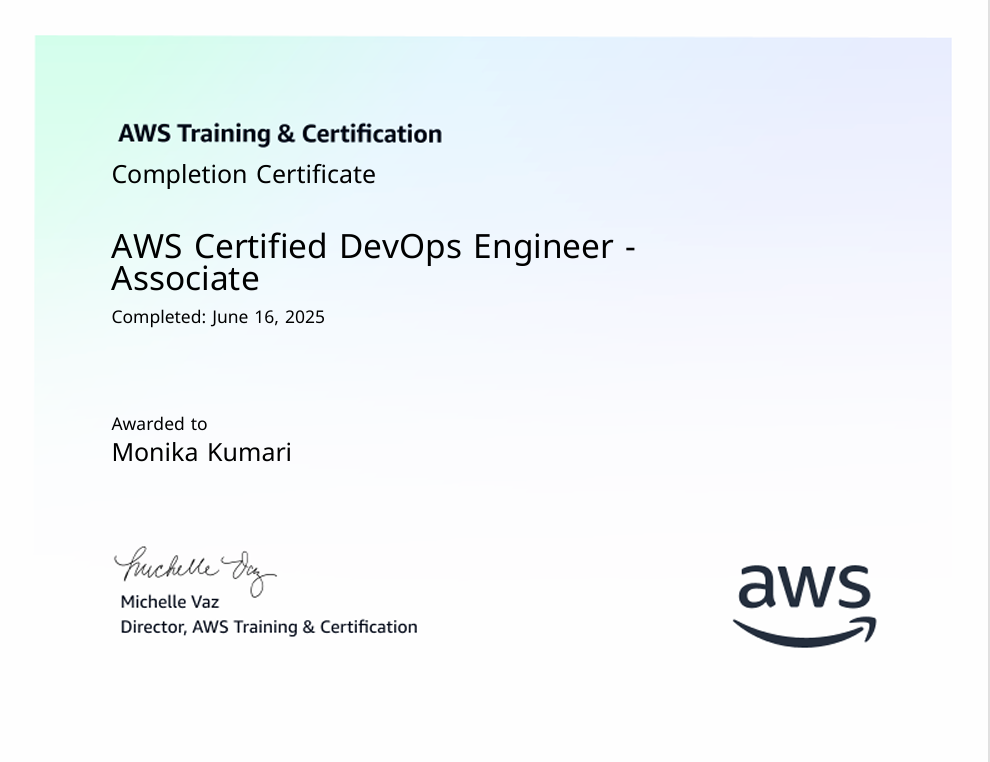 AWS Training & Certification
Completion Certificate
AWS Certified DevOps Engineer -
Associate
Completed: June 16, 2025
Awarded to
Monika Kumari
Michelle Vaz
Michelle Vaz
Director, AWS Training & Certification
aws